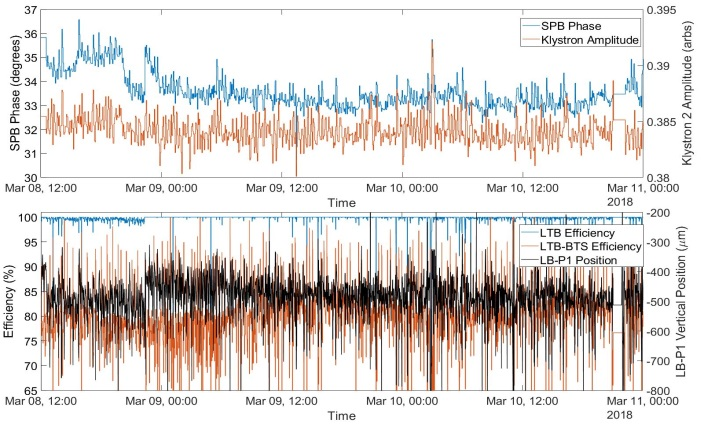 37
36
35
34
33
32
31
30
SPB Phase (degrees)
0.395
0.39
0.385
0.38
Klystron 2 Amplitude (arbs)
SPB Phase
Klystron Amplitude
Mar 08, 12:00
Mar 09, 00:00
Mar 09, 12:00
Mar 10, 00:00
Mar 10, 12:00
Mar 11, 00:00
Time
2018
100
95
90
85
80
75
70
65
Efficiency (%)
-200
-300
-400
-500
-600
-700
-800
LB-P1 Vertical Position (μm)
LTB Efficiency
LTB-BTS Efficiency
LB-P1 Position
Mar 08, 12:00
Mar 09, 00:00
Mar 09, 12:00
Mar 10, 00:00
Mar 10, 12:00
Mar 11, 00:00
Time
2018